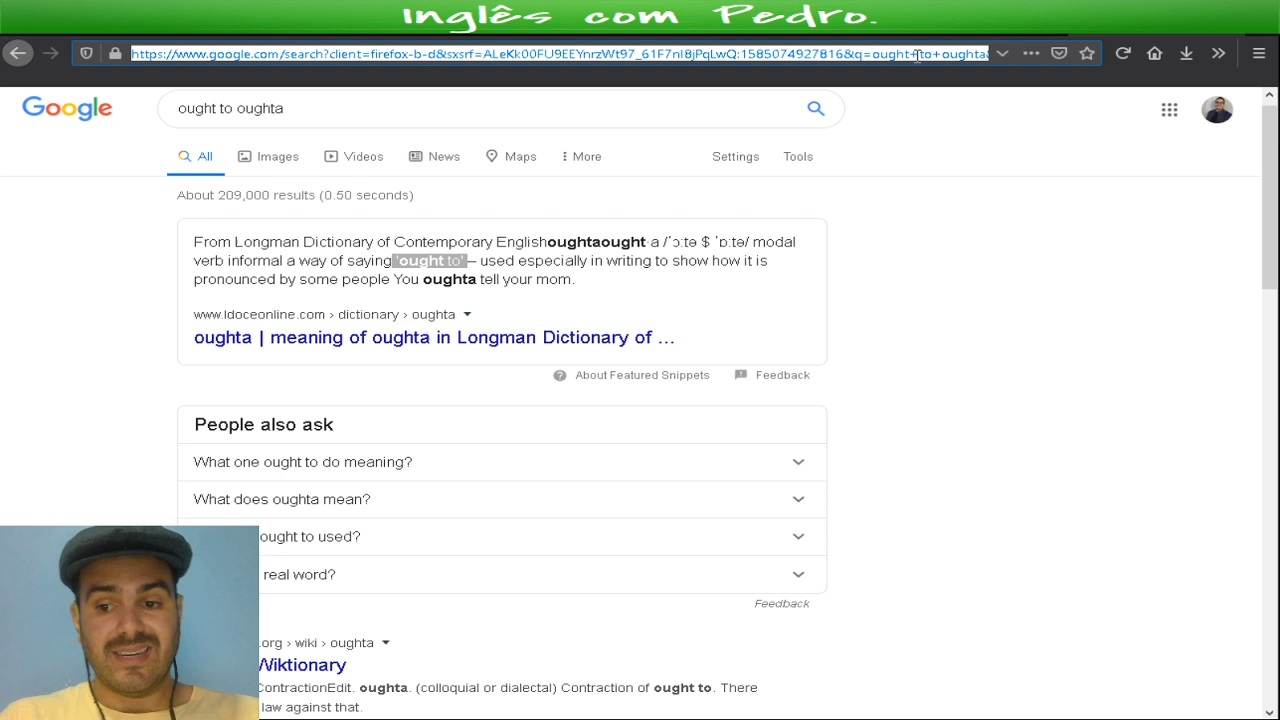 Inglês com Pedro.
https://www.google.com/search?client=firefox-b-d&sxsrf=ALeKk00FU9EEYnrzWt97_61F7nI8jPqLwQ:1585074927816&q=ought+to+oughta&
Google
ought to oughta
All Images Videos News Maps More Settings Tools
About 209,000 results (0.50 seconds)
From Longman Dictionary of Contemporary Englishoughtaought·a /ˈɔːtə $ ˈɒːtə/ modal
verb informal a way of saying 'ought to' – used especially in writing to show how it is
pronounced by some people You oughta tell your mom.
www.ldoceonline.com › dictionary › oughta
oughta | meaning of oughta in Longman Dictionary of ...
About Featured Snippets Feedback
People also ask
What one ought to do meaning?
What does oughta mean?
ought to used?
real word?
Feedback
.org › wiki › oughta
Wiktionary
ContractionEdit. oughta. (colloquial or dialectal) Contraction of ought to. There
law against that.